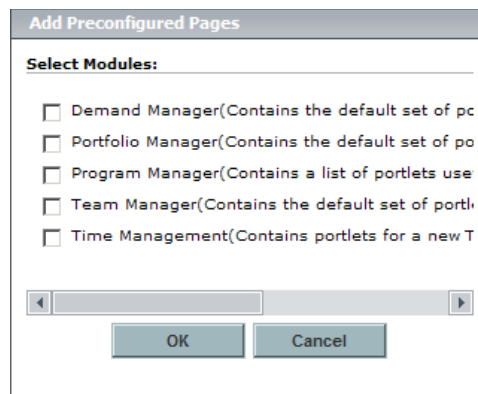 Add Preconfigured Pages
Select Modules:
Demand Manager(Contains the default set of po
Portfolio Manager(Contains the default set of po
Program Manager(Contains a list of portlets use
Team Manager(Contains the default set of portl
Time Management(Contains portlets for a new T
OK Cancel